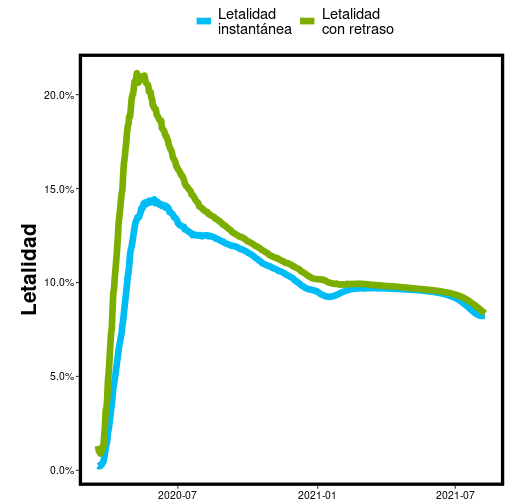 Letalidad
instantánea
Letalidad
con retraso
Letalidad
20.0%
15.0%
10.0%
5.0%
0.0%
2020-07
2021-01
2021-07